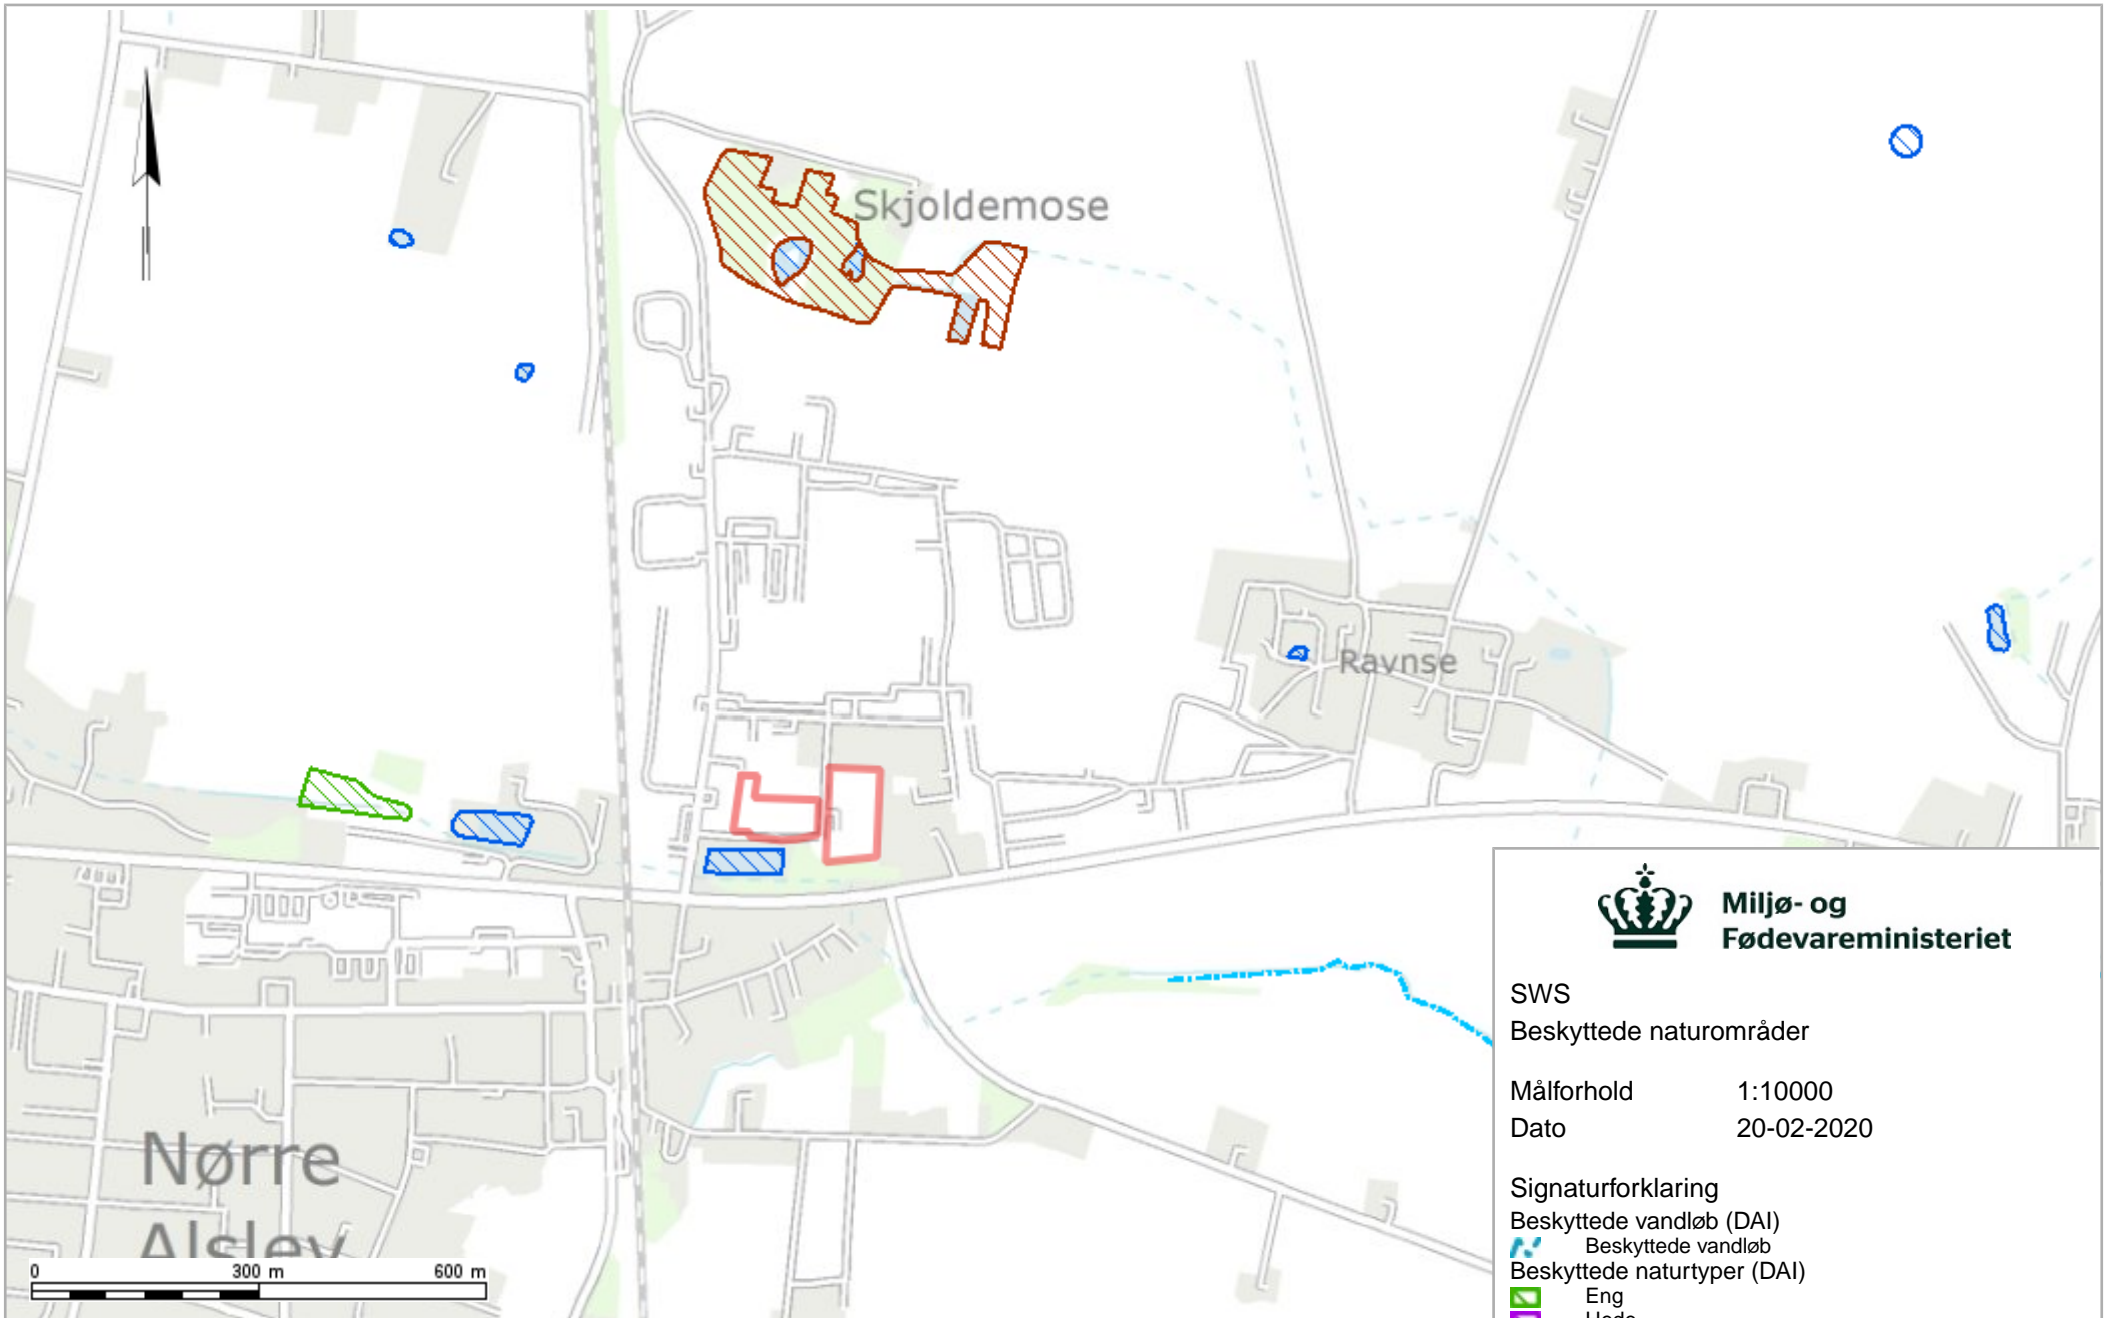 Skjoldemose
Ravnse
Nørre
Alslev
0 300 m 600 m
Miljø- og
Fødevareministeriet
SWS
Beskyttede naturområder
Målforhold 1:10000
Dato 20-02-2020
Signaturforklaring
Beskyttede vandløb (DAI)
Beskyttede vandløb
Beskyttede naturtyper (DAI)
Eng
Hede